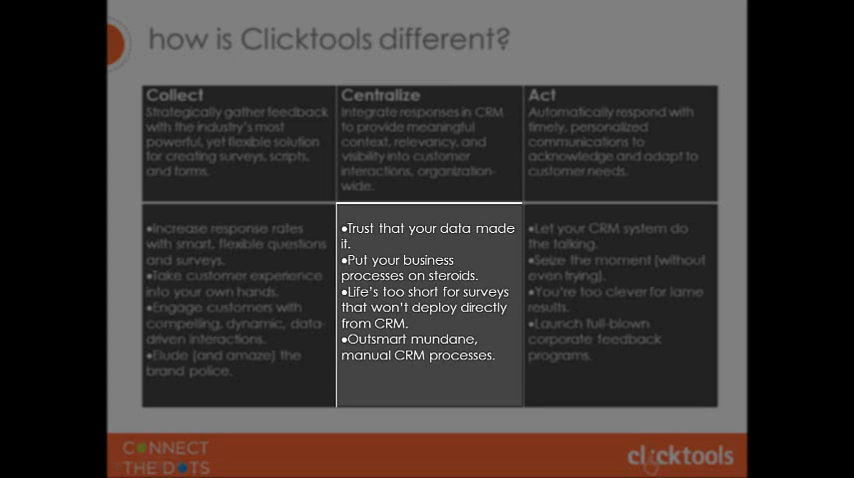 how is Clicktools different?
Collect
Strategically gather feedback
with the industry's most
powerful, yet flexible solution
for creating surveys, scripts,
and forms.
Centralize
Integrate responses in CRM
to provide meaningful
context, relevancy, and
visibility into customer
interactions, organization-
wide.
Act
Automatically respond with
timely, personalized
communications to
acknowledge and adapt to
customer needs.
•Increase response rates
with smart, flexible questions
and surveys.
•Take customer experience
into your own hands.
•Engage customers with
compelling, dynamic, data-
driven interactions.
•Elude (and amaze) the
brand police.
•Trust that your data made
it.
•Put your business
processes on steroids.
•Life's too short for surveys
that won't deploy directly
from CRM.
•Outsmart mundane,
manual CRM processes.
•Let your CRM system do
the talking.
•Seize the moment (without
even trying).
•You're too clever for lame
results.
•Launch full-blown
corporate feedback
programs.
CONNECT
THE DOTS
clicktools